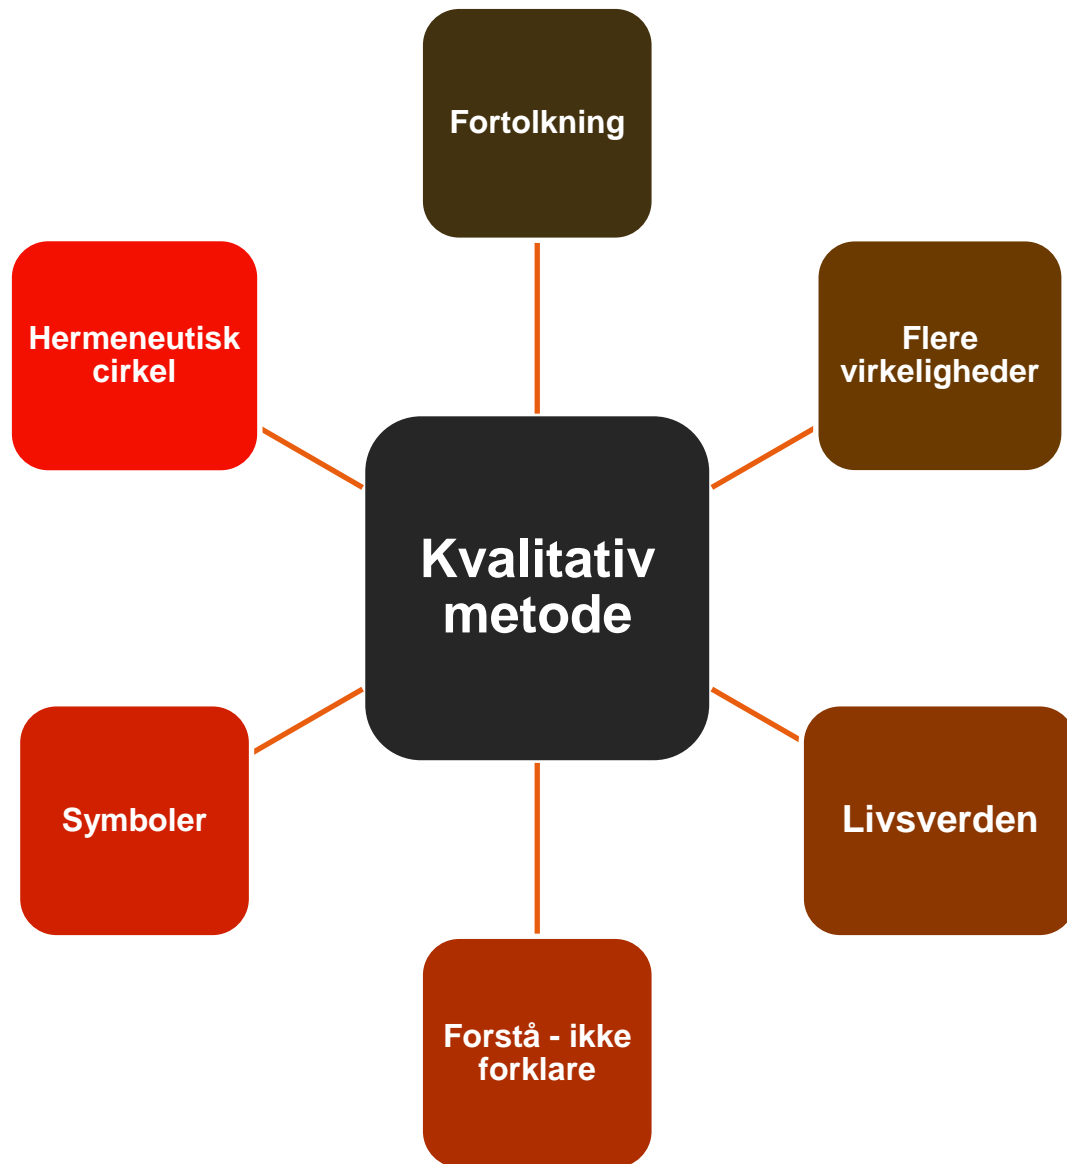 Fortolkning
Hermeneutisk
cirkel
Flere
virkeligheder
Kvalitativ
metode
Symboler
Livsverden
Forstå - ikke
forklare